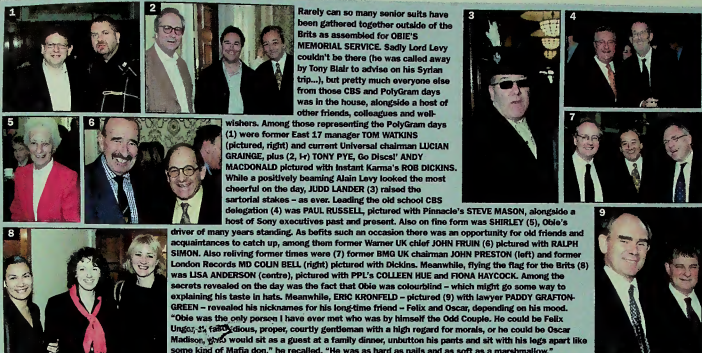 1
2
3
4
Rarely can so many senior suits have
been gathered together outside of the
Brits as assembled for OBIE'S
MEMORIAL SERVICE. Sadly Lord Levy
couldn't be there (he was called away
by Tony Blair to advise on his Syrian
trip...), but pretty much everyone else
from those CBS and PolyGram days
was in the house, alongside a host of
other friends, colleagues and well-
wishers. Among those representing the PolyGram days
(1) were former East 17 manager TOM WATKINS
(pictured, right) and current Universal chairman LUCIAN
GRAINGE, plus (2, l-r) TONY PYE, Go Discs!' ANDY
MACDONALD pictured with Instant Karma's ROB DICKINS.
While a positively beaming Alain Levy looked the most
cheerful on the day, JUDD LANDER (3) raised the
sartorial stakes – as ever. Leading the old school CBS
delegation (4) was PAUL RUSSELL, pictured with Pinnacle's STEVE MASON, alongside a
host of Sony executives past and present. Also on fine form was SHIRLEY (5), Obie's
driver of many years standing. As befits such an occasion there was an opportunity for old friends and
acquaintances to catch up, among them former Warner UK chief JOHN FRUIN (6) pictured with RALPH
SIMON. Also reliving former times were (7) former BMG UK chairman JOHN PRESTON (left) and former
London Records MD COLIN BELL (right) pictured with Dickins. Meanwhile, flying the flag for the Brits (8)
was LISA ANDERSON (centre), pictured with PPL's COLLEEN HUE and FIONA HAYCOCK. Among the
secrets revealed on the day was the fact that Obie was colourblind – which might go some way to
explaining his taste in hats. Meanwhile, ERIC KRONFELD – pictured (9) with lawyer PADDY GRAFTON-
GREEN – revealed his nicknames for his long-time friend – Felix and Oscar, depending on his mood.
"Obie was the only person I have ever met who was by himself the Odd Couple. He could be Felix
Ungor, a fastidious, proper, courtly gentleman with a high regard for morals, or he could be Oscar
Madison, who would sit as a guest at a family dinner, unbutton his pants and sit with his legs apart like
some kind of Mafia don," he recalled. "He was as hard as nails and as soft as a marshmallow."
5
6
7
8
9